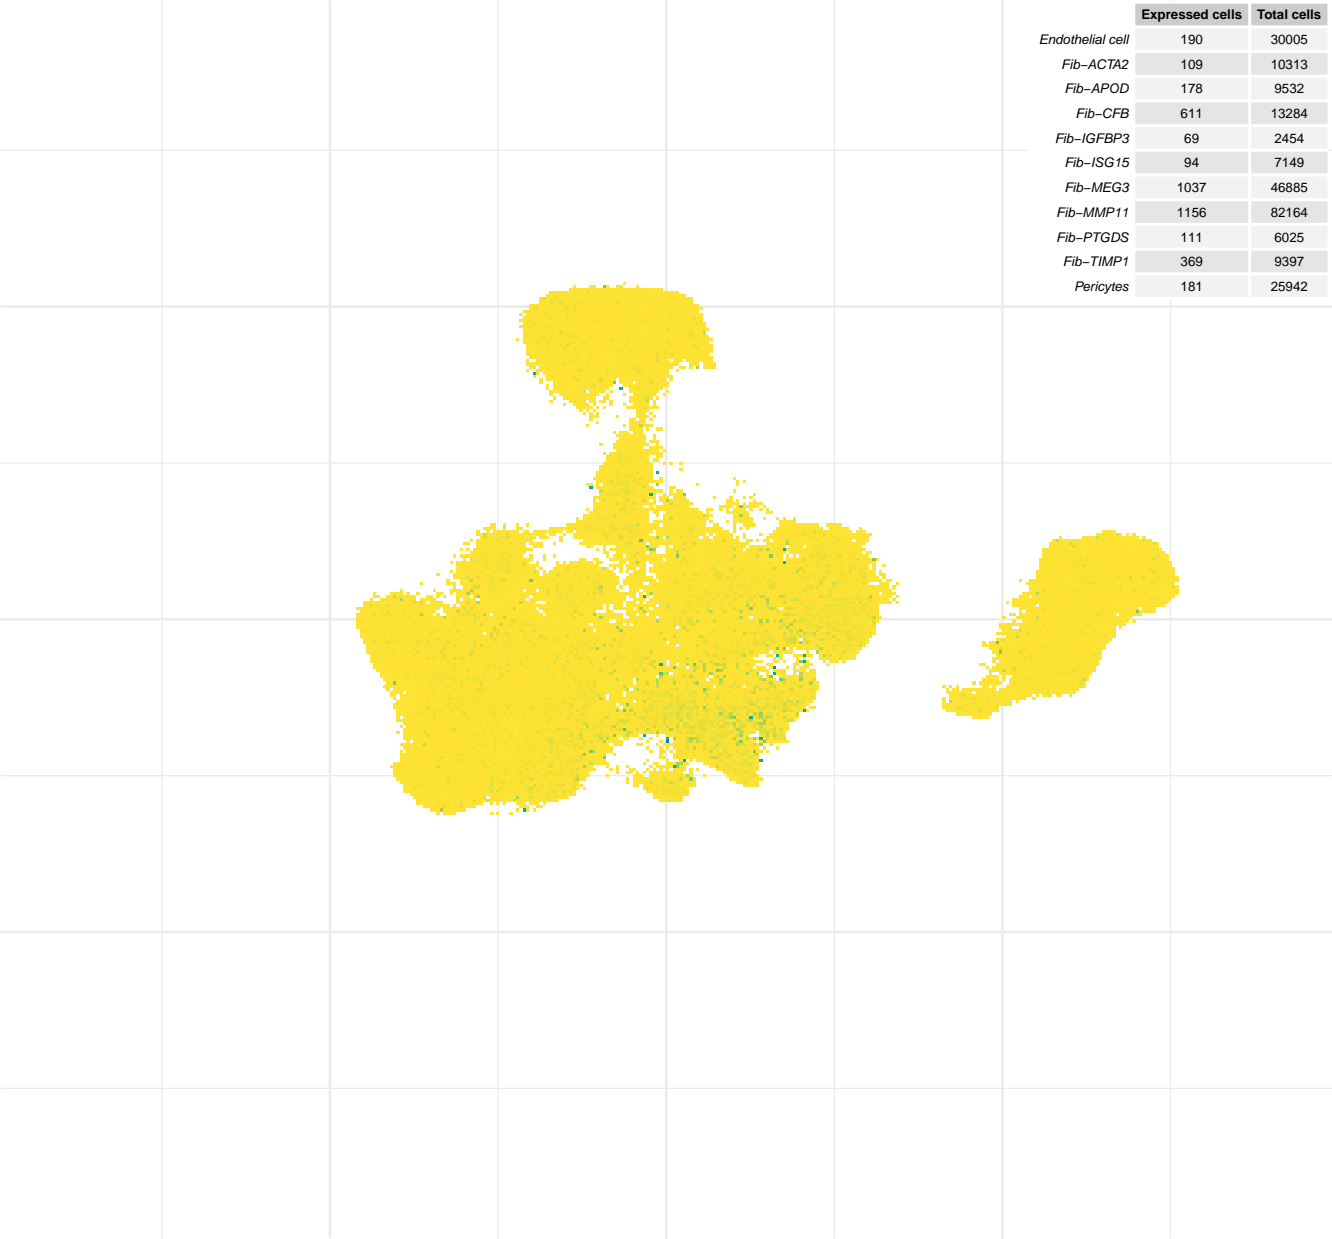 Expressed cells Total cells
Endothelial cell 190 30005
Fib−ACTA2 109 10313
Fib−APOD 178 9532
Fib−CFB 611 13284
Fib−IGFBP3 69 2454
Fib−ISG15 94 7149
Fib−MEG3 1037 46885
Fib−MMP11 1156 82164
Fib−PTGDS 111 6025
Fib−TIMP1 369 9397
Pericytes 181 25942